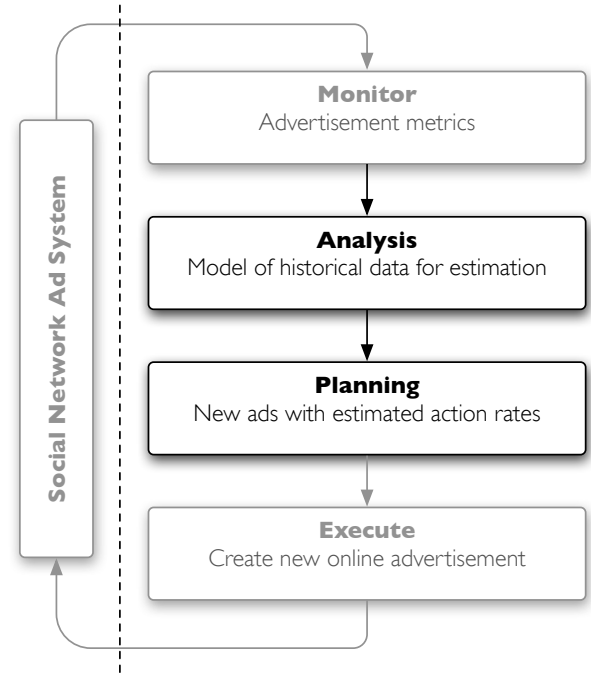 Social Network Ad System
Monitor
Advertisement metrics
Analysis
Model of historical data for estimation
Planning
New ads with estimated action rates
Execute
Create new online advertisement